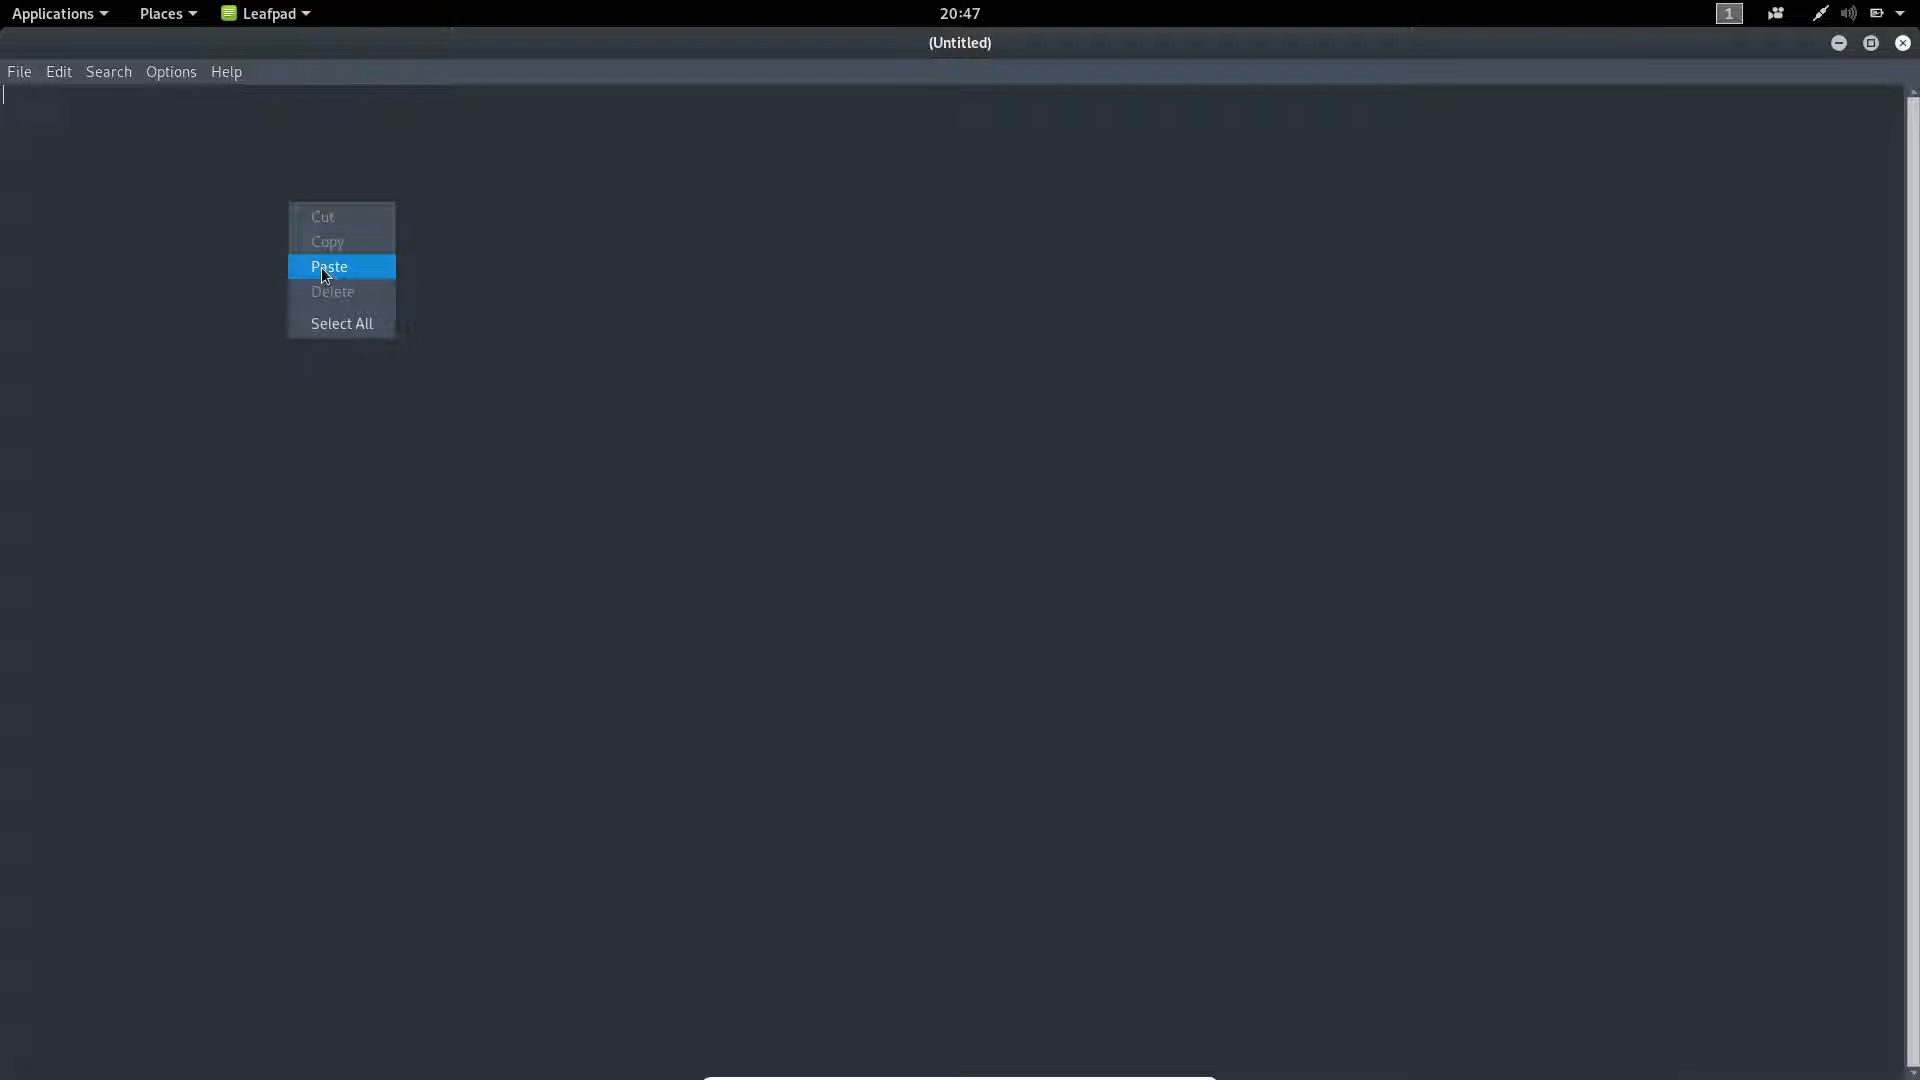 Applications Places Leafpad 20:47 1
(Untitled)
File Edit Search Options Help
Cut
Copy
Paste
Delete
Select All